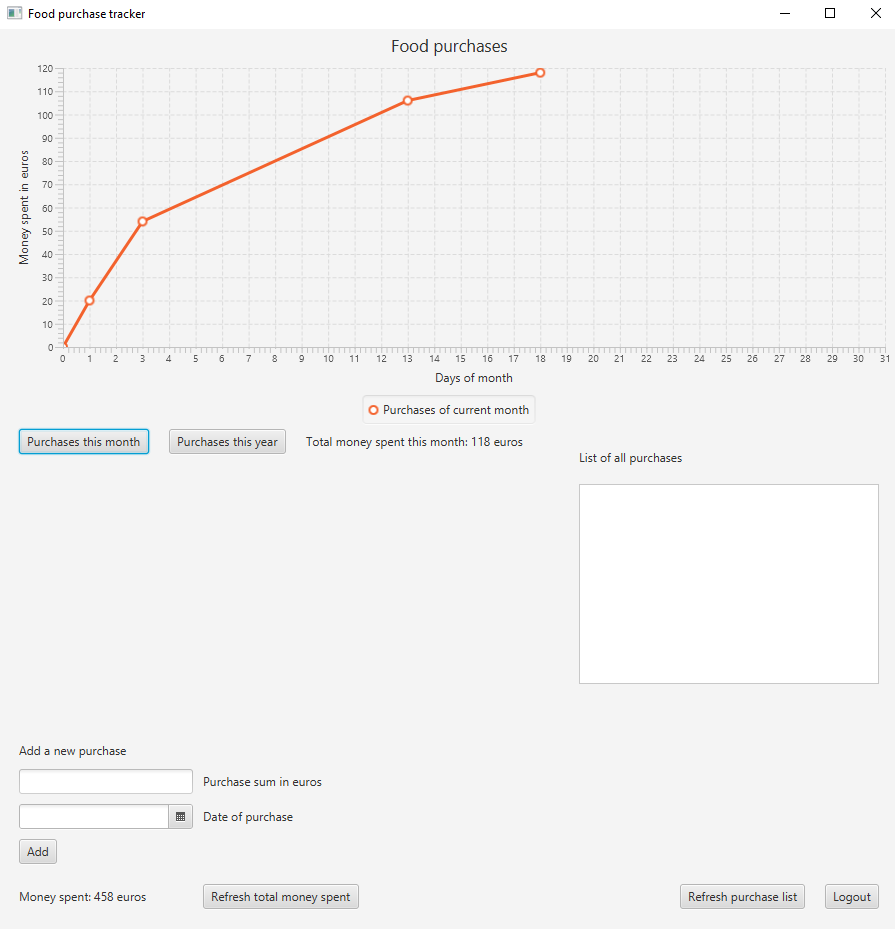 Food purchase tracker
Food purchases
Money spent in euros
120
110
100
90
80
70
60
50
40
30
20
10
0
0 1 2 3 4 5 6 7 8 9 10 11 12 13 14 15 16 17 18 19 20 21 22 23 24 25 26 27 28 29 30 31
Days of month
Purchases of current month
Purchases this month Purchases this year Total money spent this month: 118 euros
List of all purchases
Add a new purchase
Purchase sum in euros
Date of purchase
Add
Money spent: 458 euros Refresh total money spent Refresh purchase list Logout